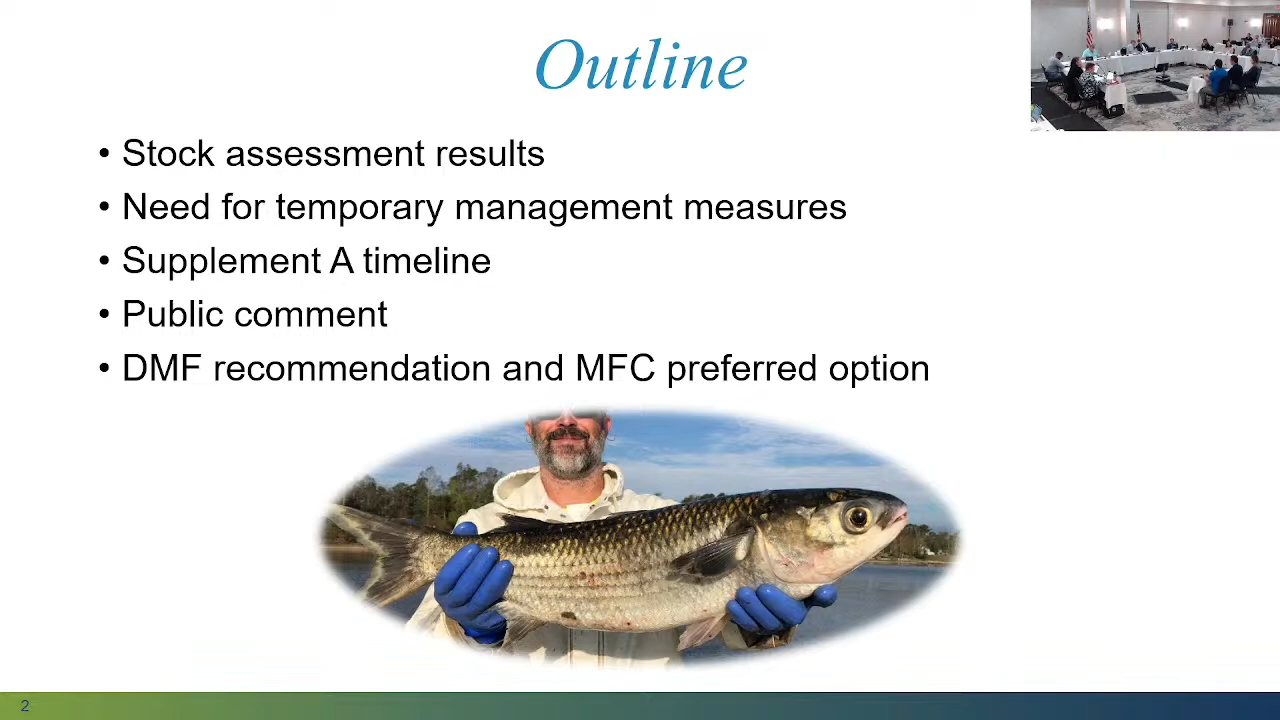 Outline
• Stock assessment results
• Need for temporary management measures
• Supplement A timeline
• Public comment
• DMF recommendation and MFC preferred option
2